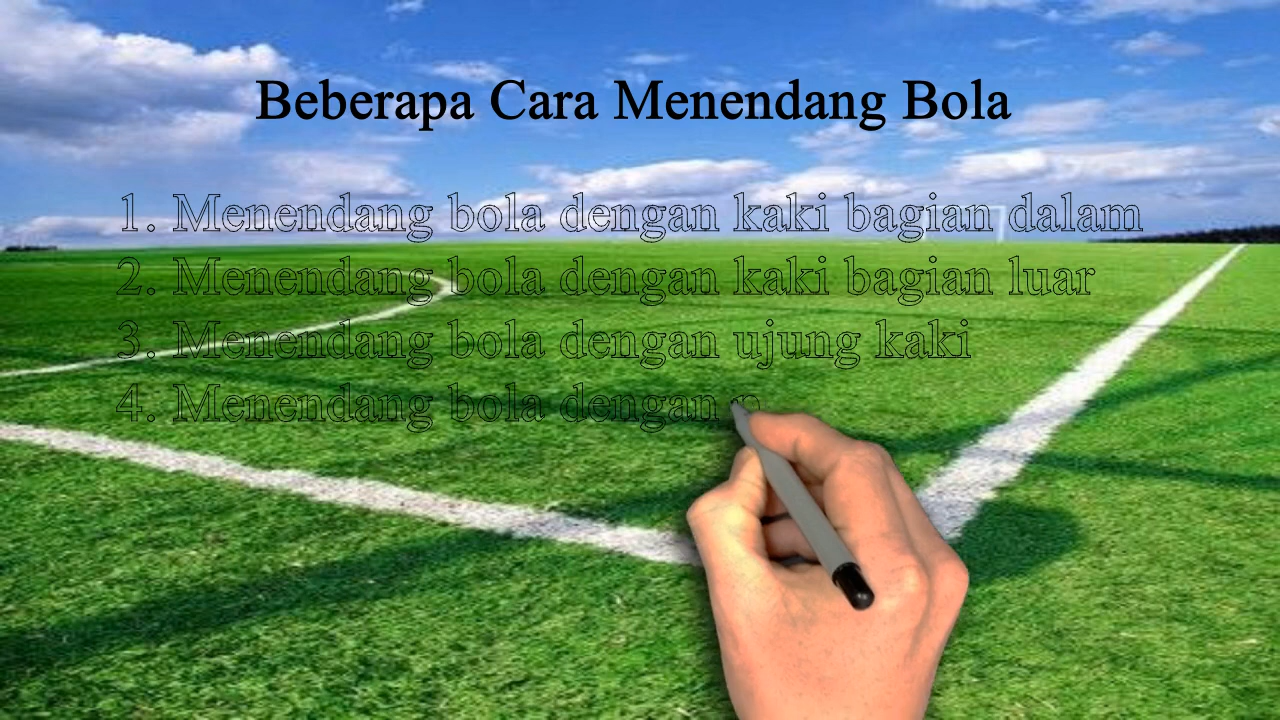 Beberapa Cara Menendang Bola
1. Menendang bola dengan kaki bagian dalam
2. Menendang bola dengan kaki bagian luar
3. Menendang bola dengan ujung kaki
4. Menendang bola dengan